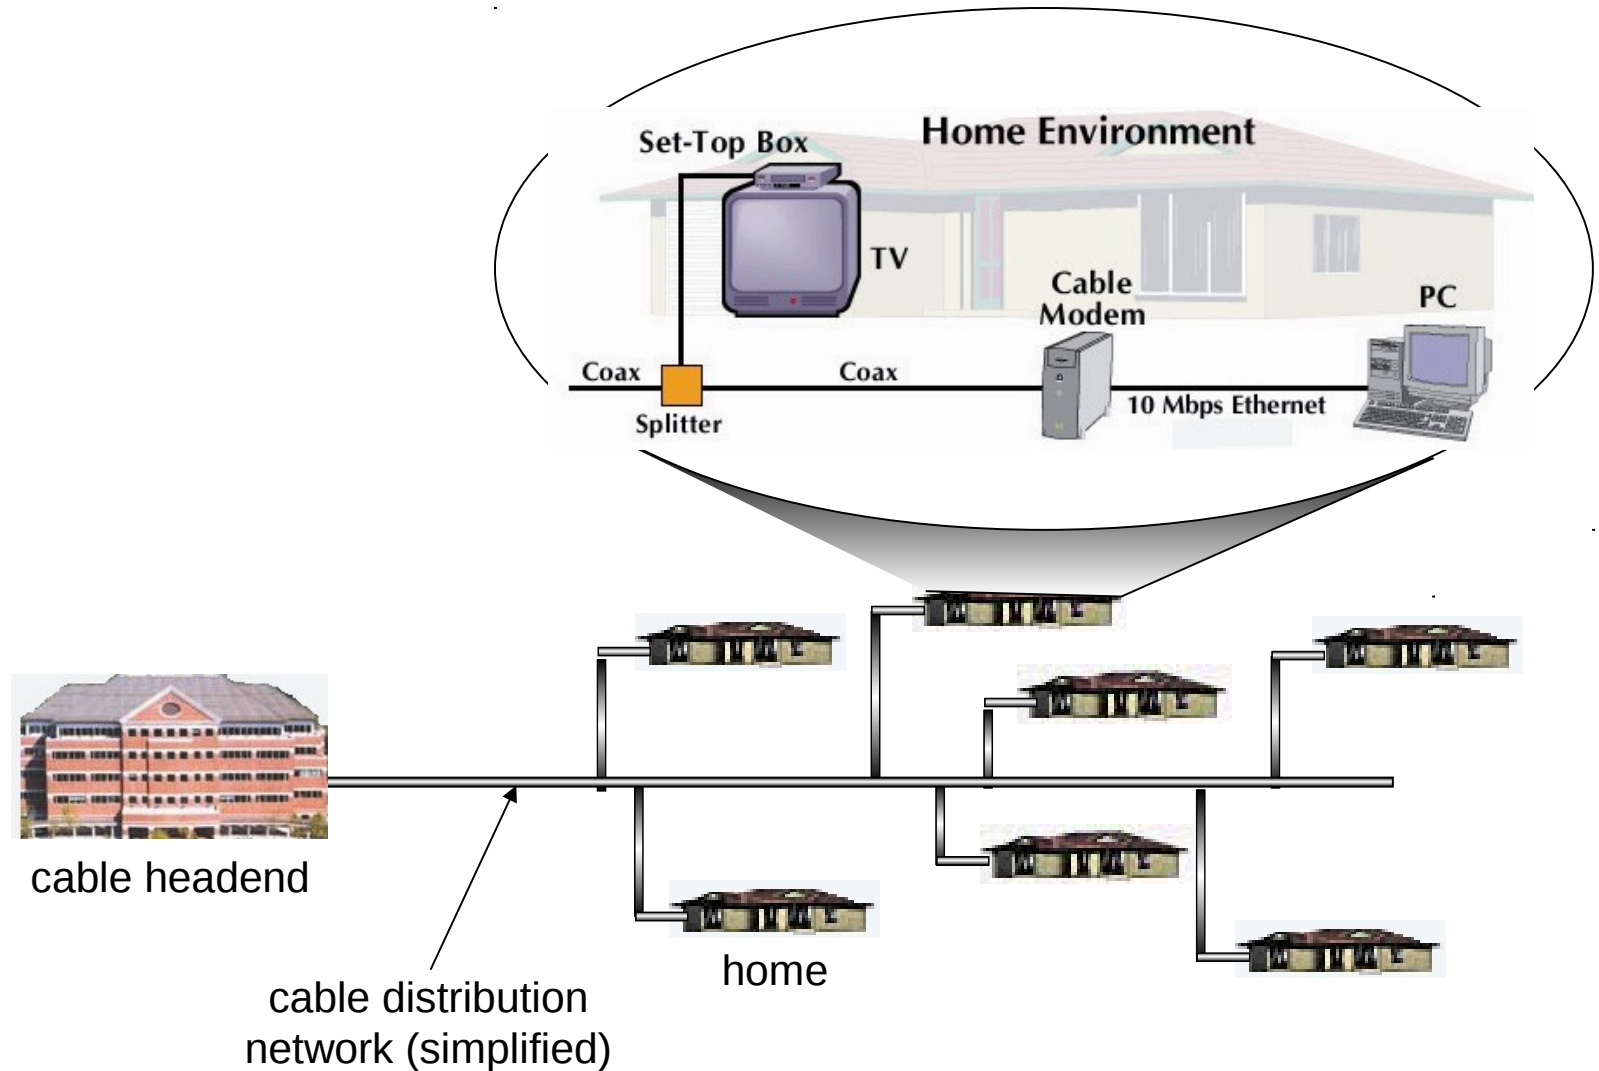 Home Environment
Set-Top Box
TV
Cable
Modem
PC
Coax
Coax
10 Mbps Ethernet
Splitter
cable headend
home
cable distribution
network (simplified)